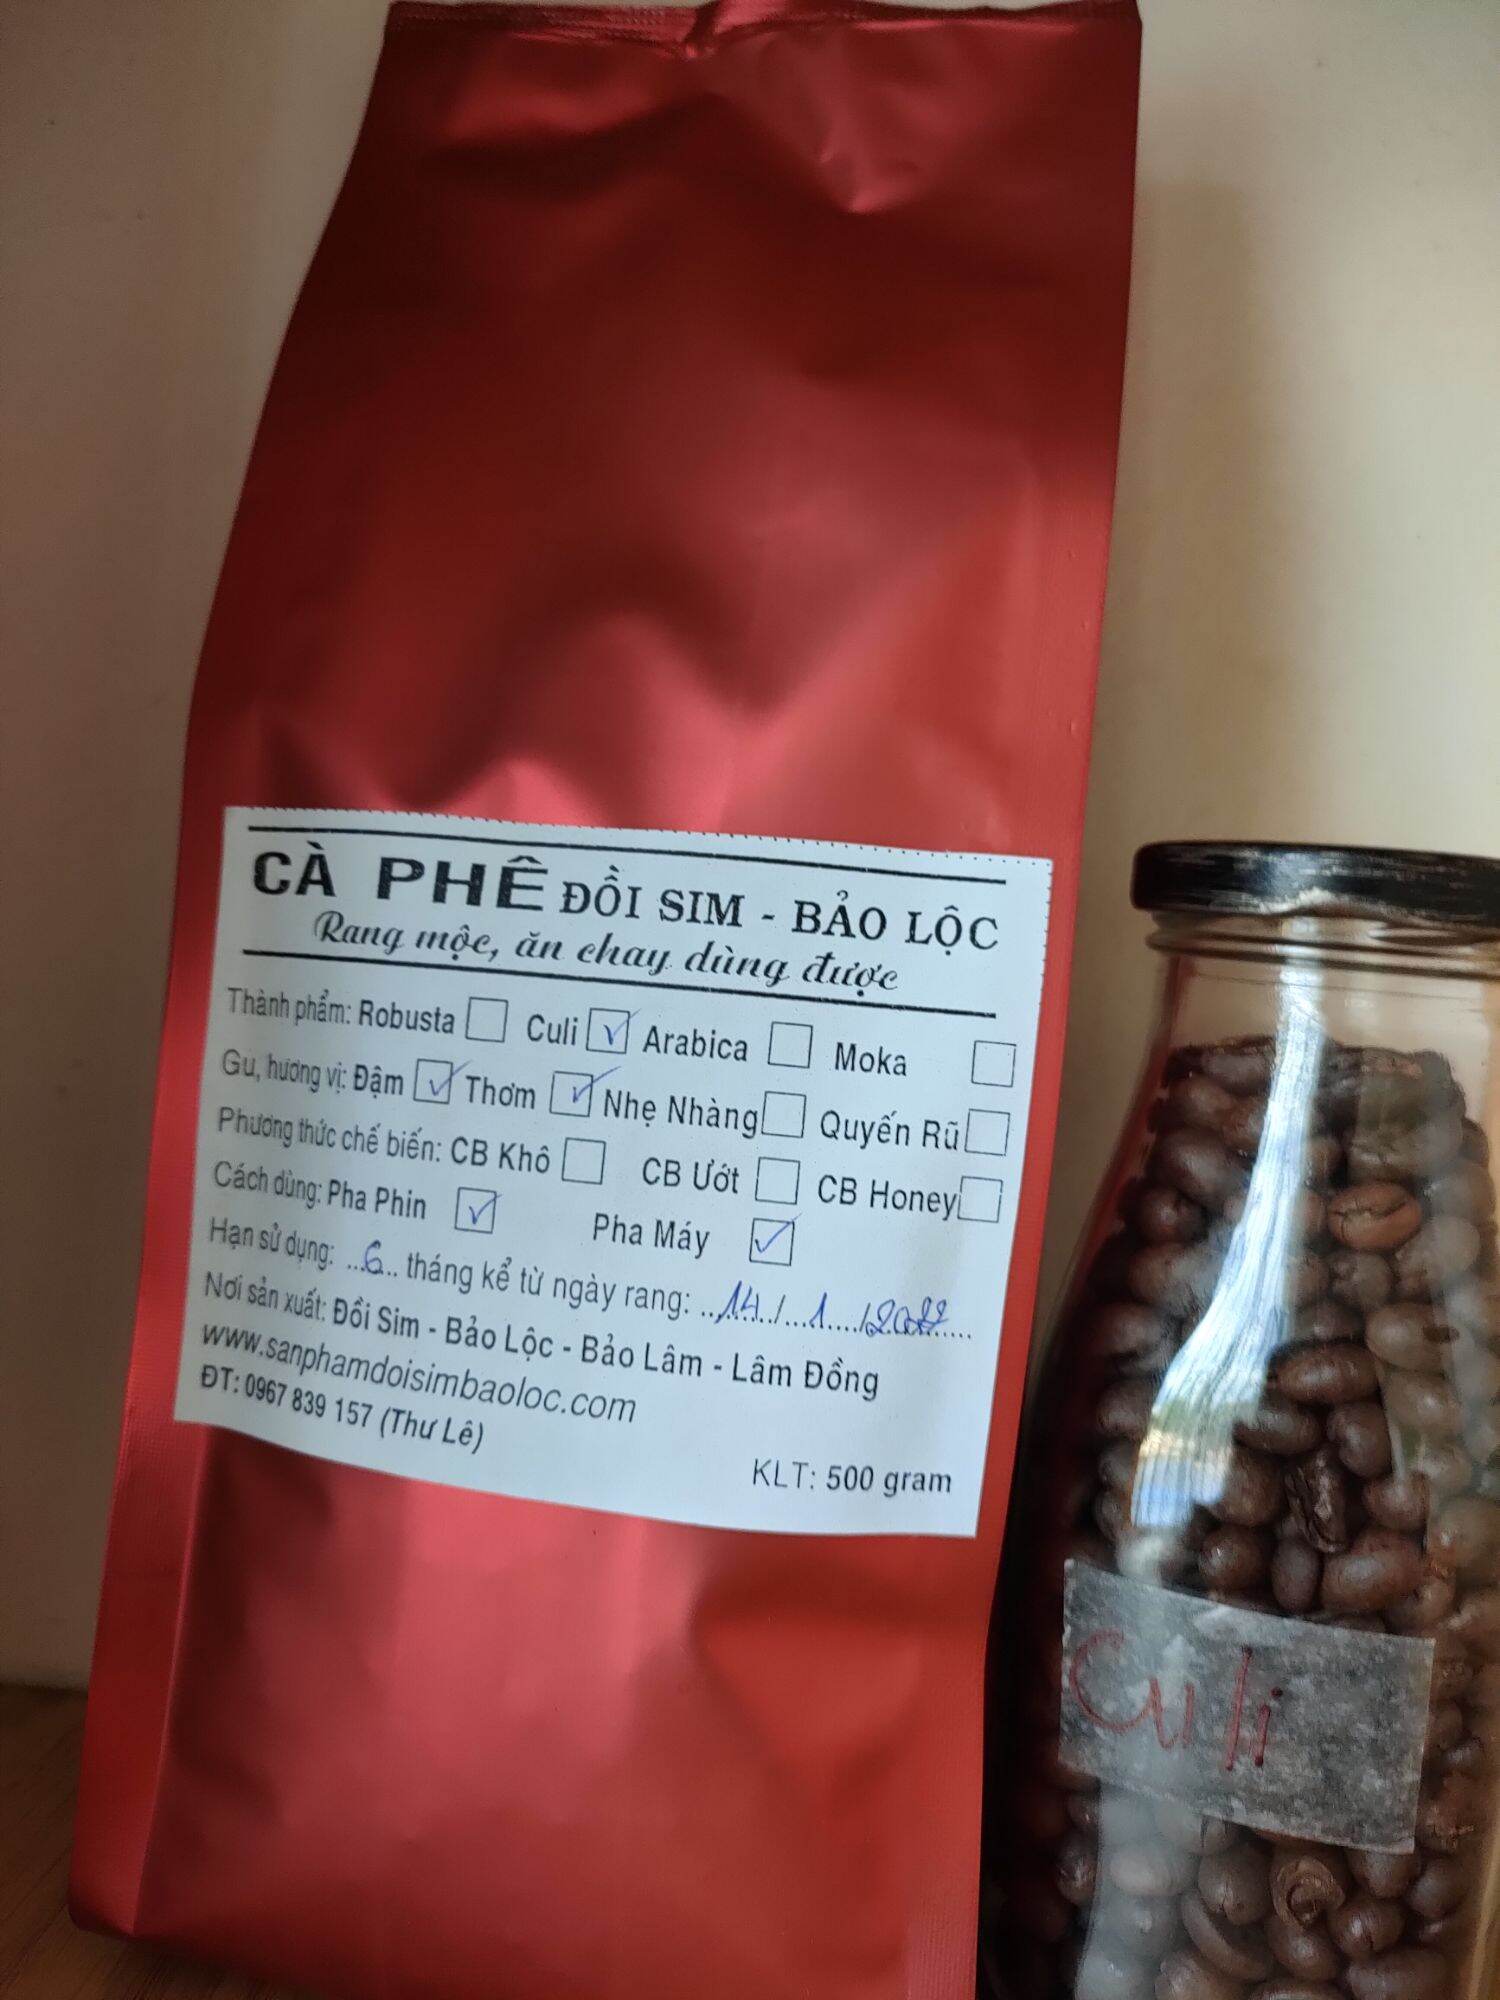 CÀ PHÊ ĐỒI SIM - BẢO LỘC
Rang mộc, ăn chay dùng được
Thành phẩm: Robusta ☐ Culi ☑ Arabica ☐ Moka ☐
Gu, hương vị: Đậm ☑ Thơm ☑ Nhẹ Nhàng ☐ Quyến Rũ ☐
Phương thức chế biến: CB Khô ☐ CB Ướt ☐ CB Honey ☐
Cách dùng: Pha Phin ☑ Pha Máy ☑
Hạn sử dụng: ...6... tháng kể từ ngày rang: ...14.../...1.../2022......
Nơi sản xuất: Đồi Sim - Bảo Lộc - Bảo Lâm - Lâm Đồng
www.sanphamdoisimbaoloc.com
ĐT: 0967 839 157 (Thư Lê)
KLT: 500 gram
Culi